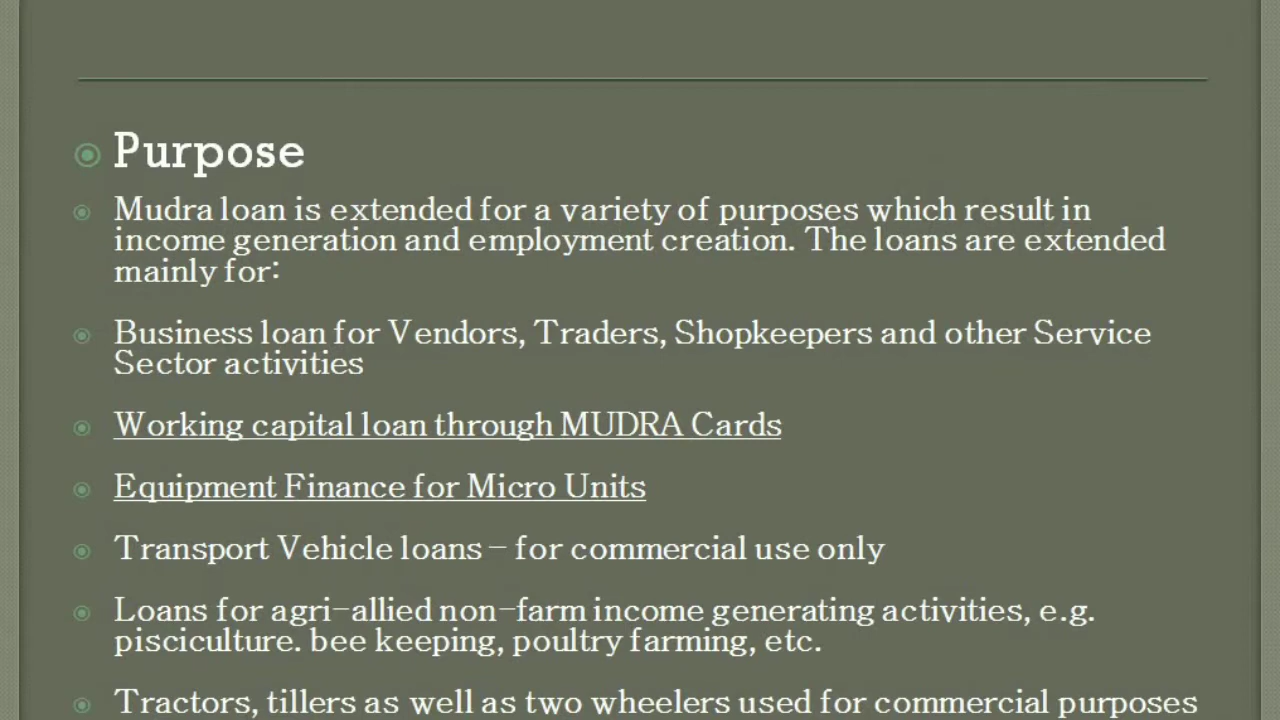 Purpose
Mudra loan is extended for a variety of purposes which result in
income generation and employment creation. The loans are extended
mainly for:
Business loan for Vendors, Traders, Shopkeepers and other Service
Sector activities
Working capital loan through MUDRA Cards
Equipment Finance for Micro Units
Transport Vehicle loans – for commercial use only
Loans for agri-allied non-farm income generating activities, e.g.
pisciculture. bee keeping, poultry farming, etc.
Tractors, tillers as well as two wheelers used for commercial purposes